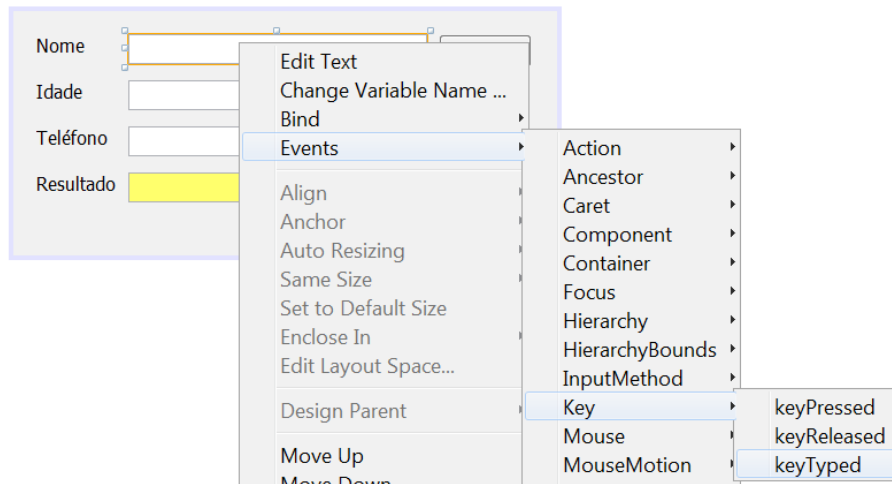 Nome
Idade
Teléfono
Resultado
Edit Text
Change Variable Name ...
Bind
Events
Align
Anchor
Auto Resizing
Same Size
Set to Default Size
Enclose In
Edit Layout Space...
Design Parent
Move Up
Move Down
Action
Ancestor
Caret
Component
Container
Focus
Hierarchy
HierarchyBounds
InputMethod
Key
Mouse
MouseMotion
keyPressed
keyReleased
keyTyped